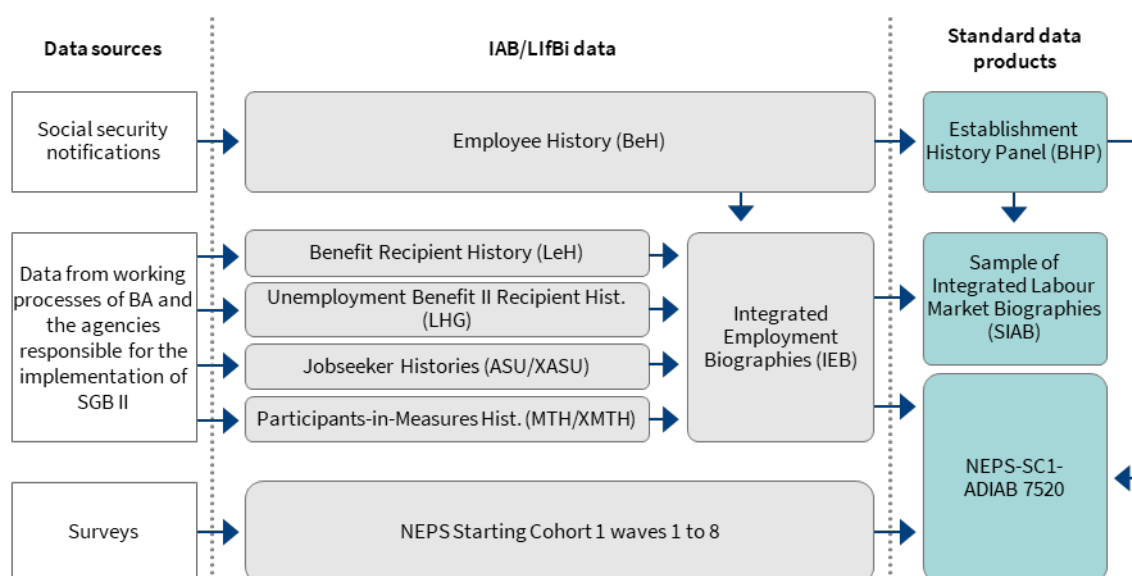 Data sources
IAB/LIfBi data
Standard data
products
Social security
notifications
Employee History (BeH)
Establishment
History Panel (BHP)
Data from working
processes of BA and
the agencies
responsible for the
implementation of
SGB II
Benefit Recipient History (LeH)
Unemployment Benefit II Recipient Hist.
(LHG)
Jobseeker Histories (ASU/XASU)
Participants-in-Measures Hist. (MTH/XMTH)
Integrated
Employment
Biographies (IEB)
Sample of
Integrated Labour
Market Biographies
(SIAB)
Surveys
NEPS Starting Cohort 1 waves 1 to 8
NEPS-SC1-
ADIAB 7520